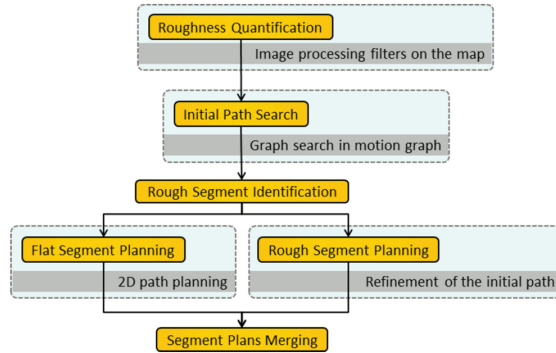 Roughness Quantification
Image processing filters on the map
Initial Path Search
Graph search in motion graph
Rough Segment Identification
Flat Segment Planning
2D path planning
Rough Segment Planning
Refinement of the initial path
Segment Plans Merging